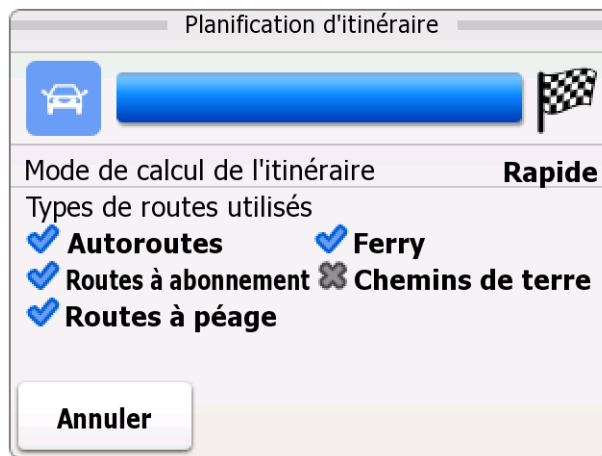 Planification d'itinéraire
Mode de calcul de l'itinéraire Rapide
Types de routes utilisés
Autoroutes Ferry
Routes à abonnement Chemins de terre
Routes à péage
Annuler